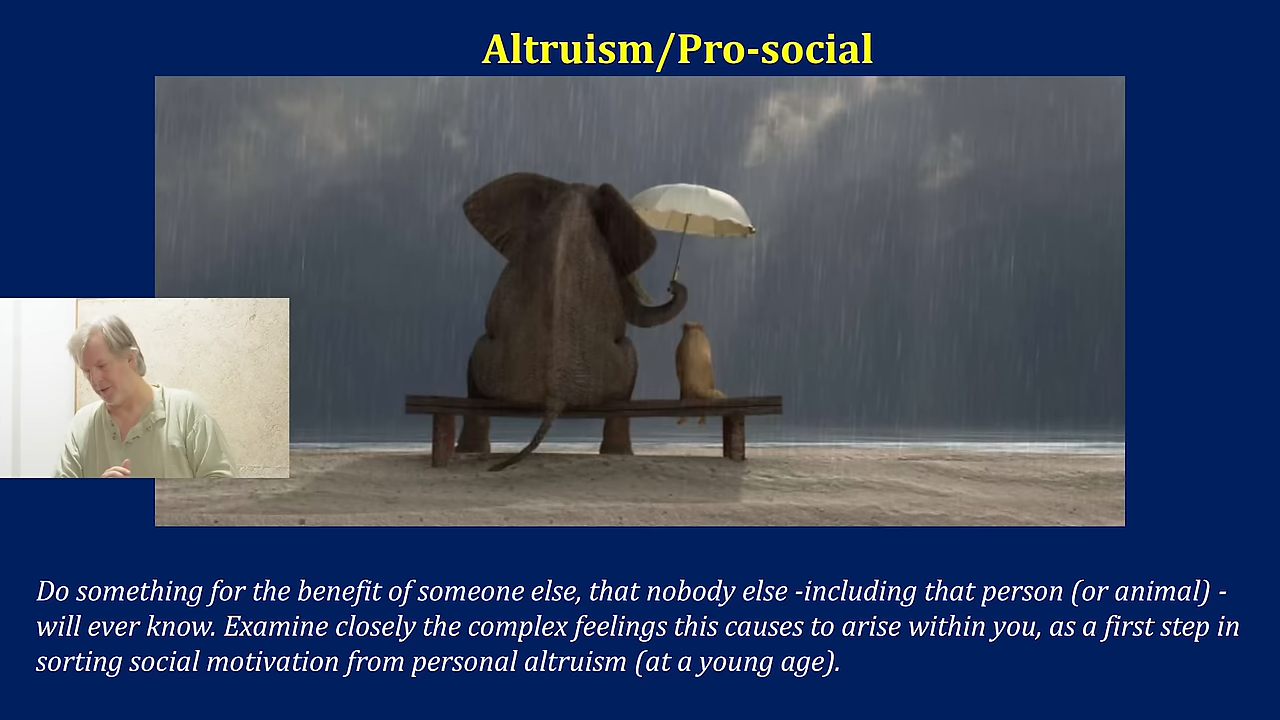 Altruism/Pro-social
Do something for the benefit of someone else, that nobody else -including that person (or animal) -
will ever know. Examine closely the complex feelings this causes to arise within you, as a first step in
sorting social motivation from personal altruism (at a young age).